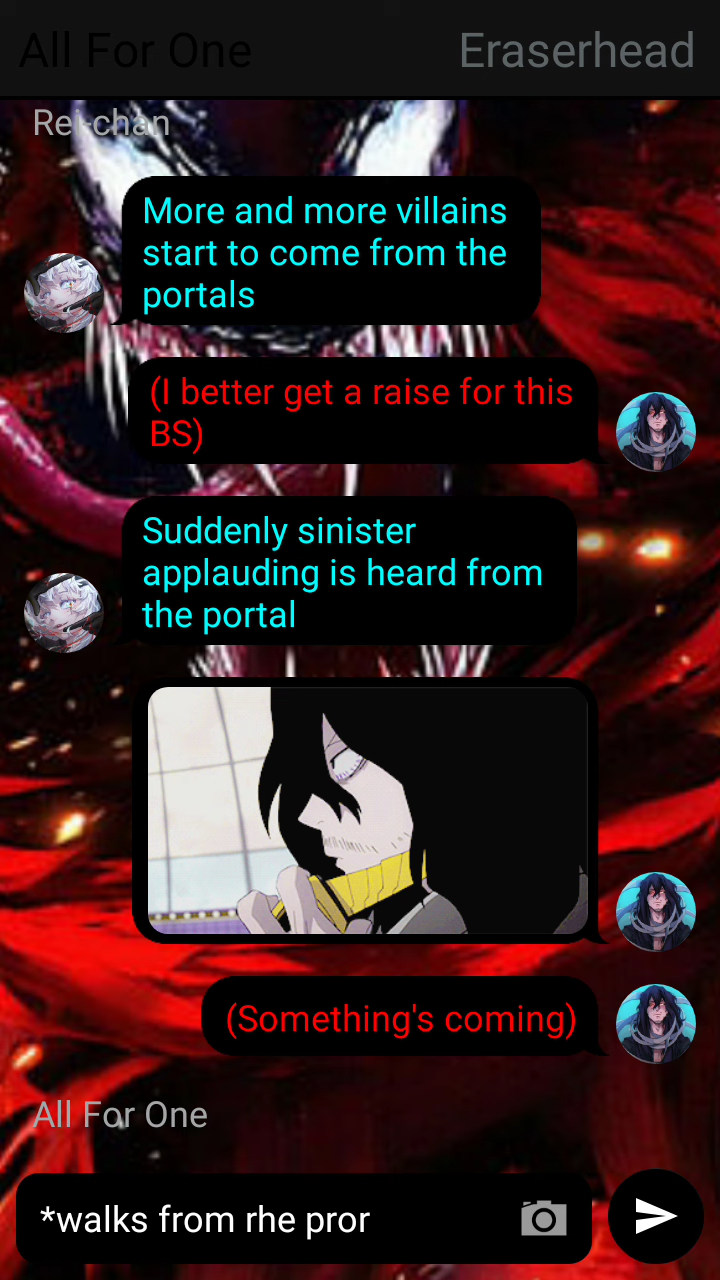 All For One
Eraserhead
Rei-chan
More and more villains
start to come from the
portals
(I better get a raise for this
BS)
Suddenly sinister
applauding is heard from
the portal
(Something's coming)
All For One
*walks from rhe pror